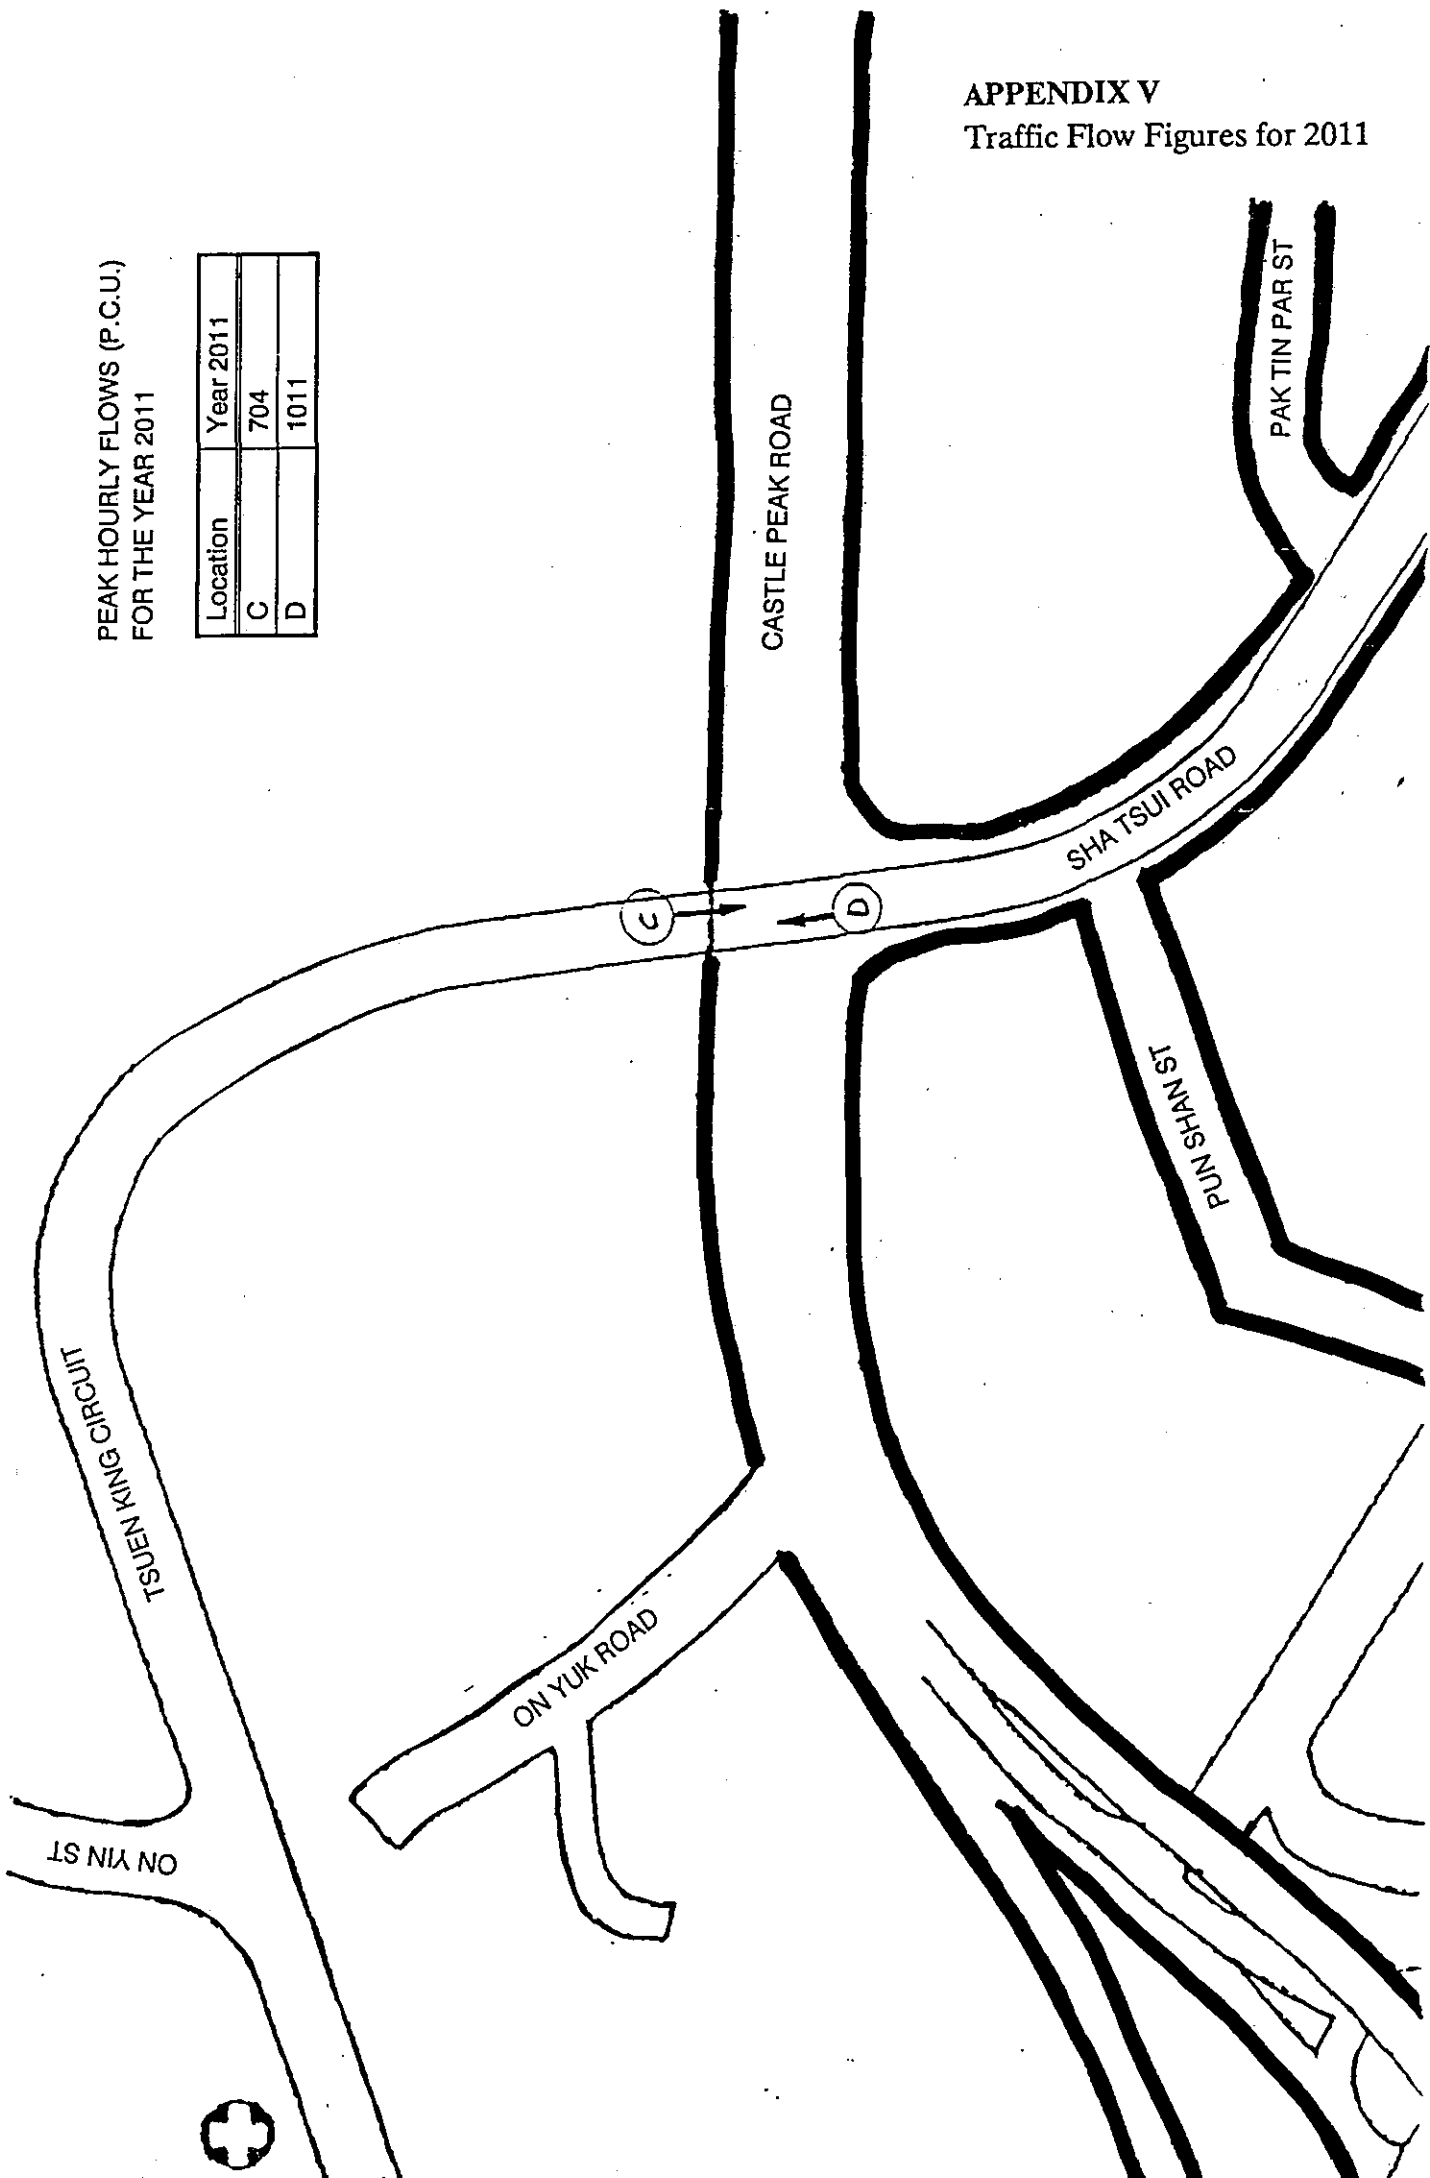 APPENDIX V
Traffic Flow Figures for 2011
PEAK HOURLY FLOWS (P.C.U.)
FOR THE YEAR 2011
Location Year 2011
C 704
D 1011
CASTLE PEAK ROAD
PAK TIN PAR ST
SHA TSUI ROAD
C
D
PUN SHAN ST
TSUEN KING CIRCUIT
ON YUK ROAD
ON YIN ST